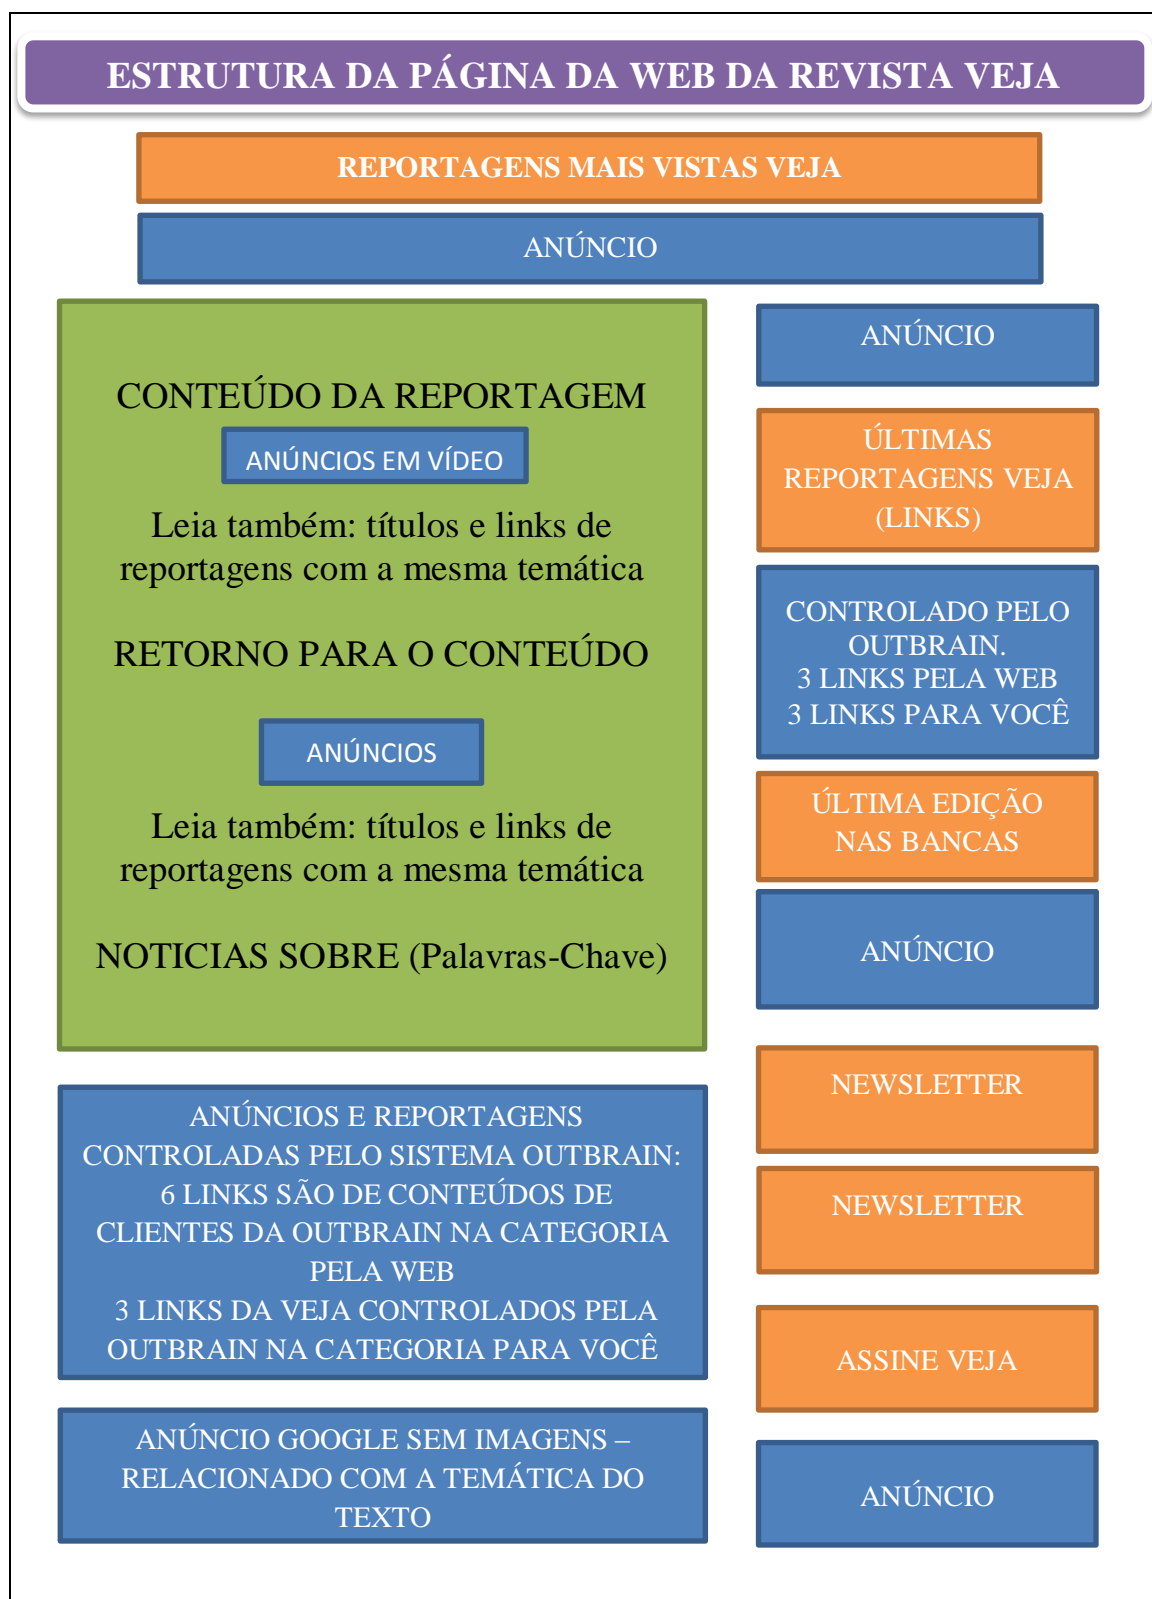 ESTRUTURA DA PÁGINA DA WEB DA REVISTA VEJA
REPORTAGENS MAIS VISTAS VEJA
ANÚNCIO
CONTEÚDO DA REPORTAGEM
ANÚNCIOS EM VÍDEO
Leia também: títulos e links de
reportagens com a mesma temática
RETORNO PARA O CONTEÚDO
ANÚNCIOS
Leia também: títulos e links de
reportagens com a mesma temática
NOTICIAS SOBRE (Palavras-Chave)
ANÚNCIOS E REPORTAGENS
CONTROLADAS PELO SISTEMA OUTBRAIN:
6 LINKS SÃO DE CONTEÚDOS DE
CLIENTES DA OUTBRAIN NA CATEGORIA
PELA WEB
3 LINKS DA VEJA CONTROLADOS PELA
OUTBRAIN NA CATEGORIA PARA VOCÊ
ANÚNCIO GOOGLE SEM IMAGENS –
RELACIONADO COM A TEMÁTICA DO
TEXTO
ANÚNCIO
ÚLTIMAS
REPORTAGENS VEJA
(LINKS)
CONTROLADO PELO
OUTBRAIN.
3 LINKS PELA WEB
3 LINKS PARA VOCÊ
ÚLTIMA EDIÇÃO
NAS BANCAS
ANÚNCIO
NEWSLETTER
NEWSLETTER
ASSINE VEJA
ANÚNCIO